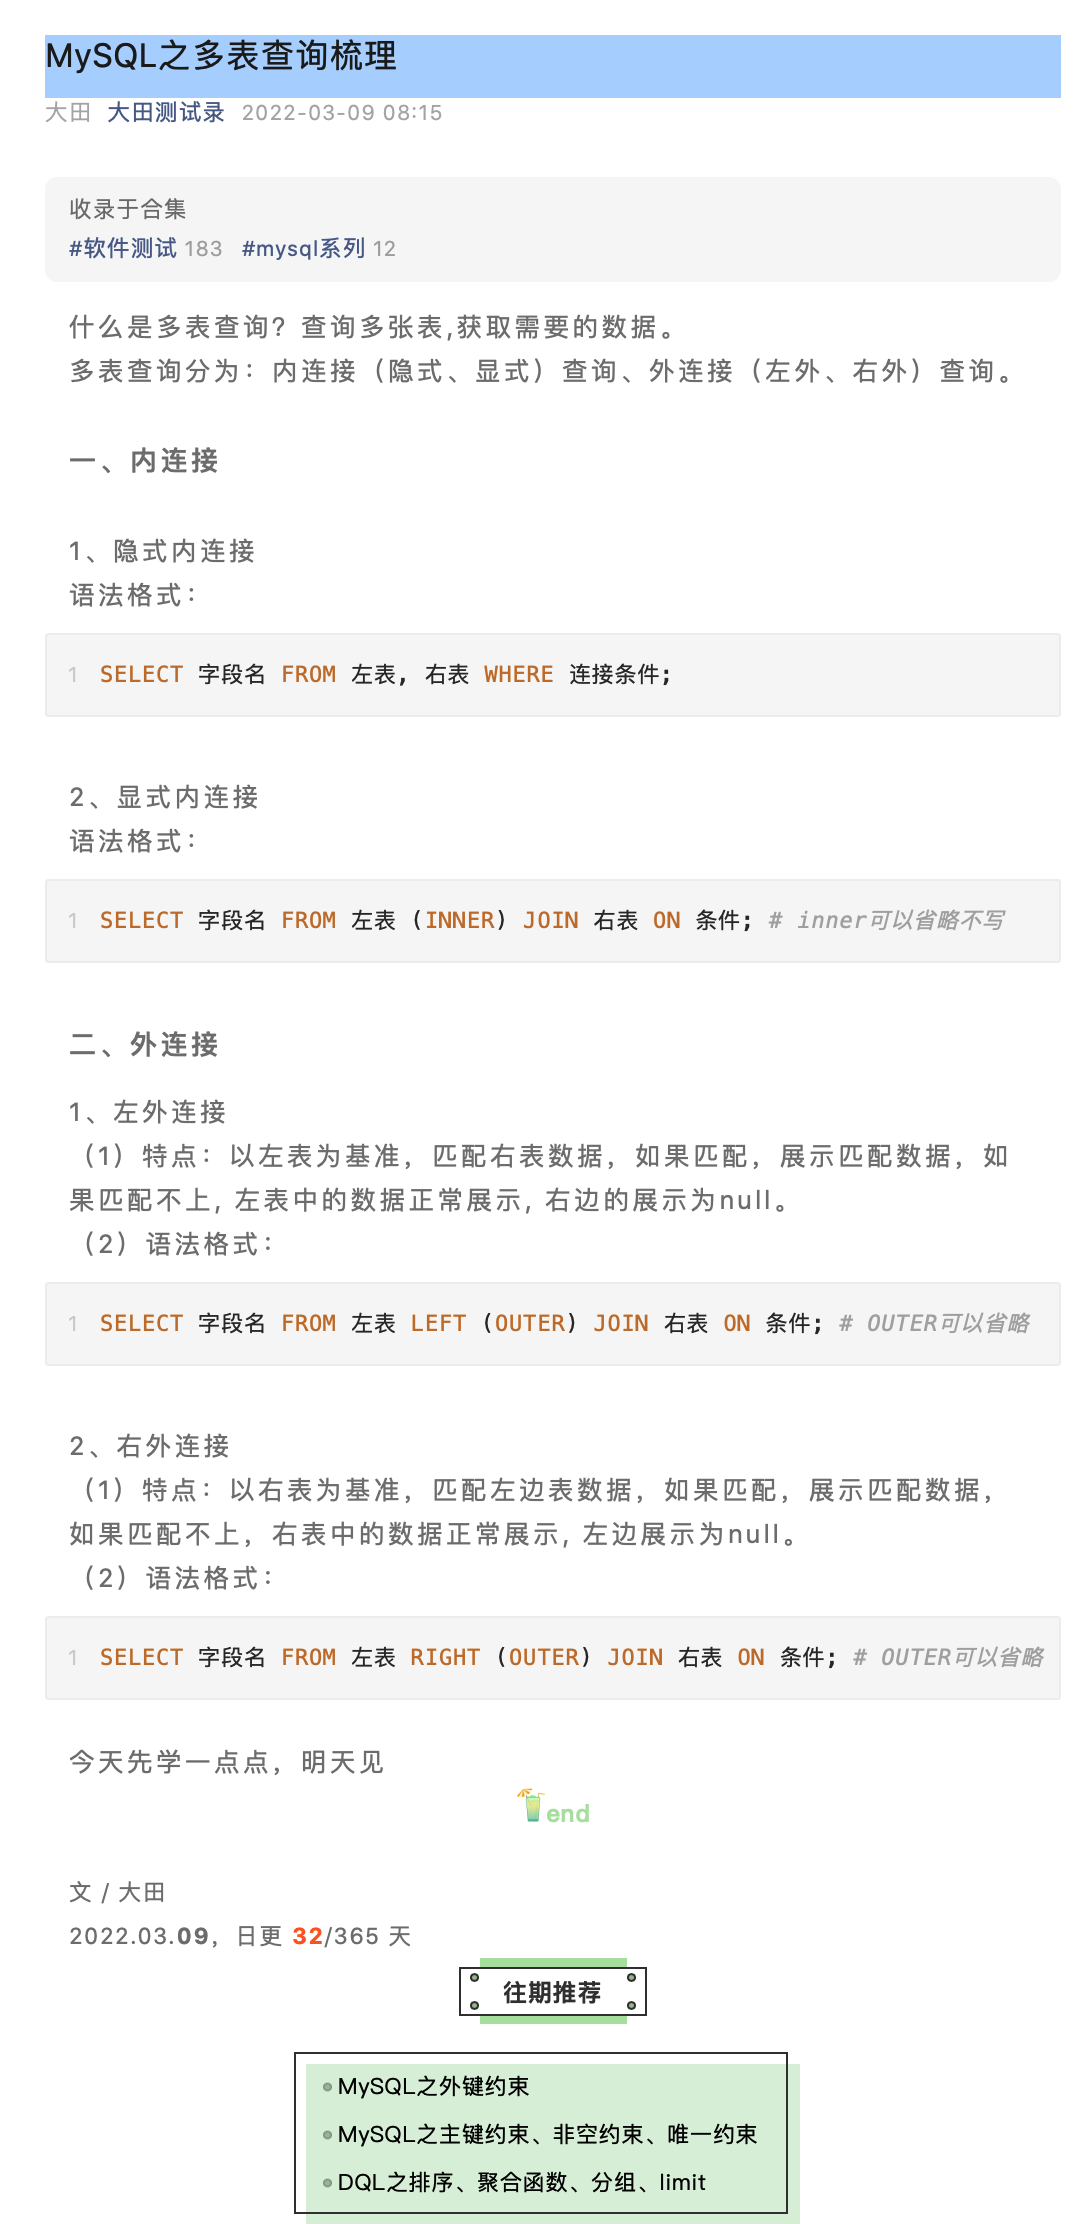 MySQL之多表查询梳理
大田 大田测试录 2022-03-09 08:15
收录于合集
#软件测试 183 #mysql系列 12
什么是多表查询？查询多张表,获取需要的数据。
多表查询分为：内连接（隐式、显式）查询、外连接（左外、右外）查询。
一、内连接
1、隐式内连接
语法格式：
1 SELECT 字段名 FROM 左表, 右表 WHERE 连接条件;
2、显式内连接
语法格式：
1 SELECT 字段名 FROM 左表 (INNER) JOIN 右表 ON 条件; # inner可以省略不写
二、外连接
1、左外连接
（1）特点：以左表为基准，匹配右表数据，如果匹配，展示匹配数据，如
果匹配不上, 左表中的数据正常展示, 右边的展示为null。
（2）语法格式：
1 SELECT 字段名 FROM 左表 LEFT (OUTER) JOIN 右表 ON 条件; # OUTER可以省略
2、右外连接
（1）特点：以右表为基准，匹配左边表数据，如果匹配，展示匹配数据，
如果匹配不上，右表中的数据正常展示, 左边展示为null。
（2）语法格式：
1 SELECT 字段名 FROM 左表 RIGHT (OUTER) JOIN 右表 ON 条件; # OUTER可以省略
今天先学一点点，明天见
end
文 / 大田
2022.03.09，日更 32/365 天
往期推荐
MySQL之外键约束
MySQL之主键约束、非空约束、唯一约束
DQL之排序、聚合函数、分组、limit